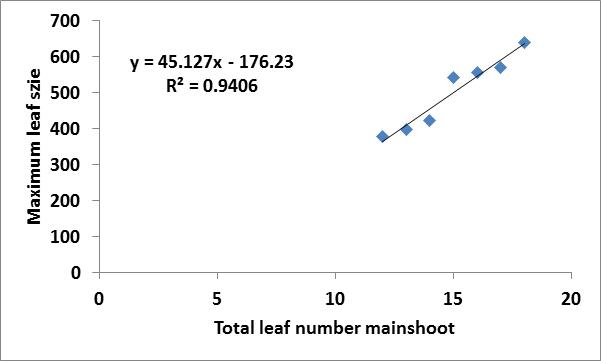 700
600
500
400
300
200
100
0
Maximum leaf szie
y = 45.127x - 176.23
R² = 0.9406
0 5 10 15 20
Total leaf number mainshoot